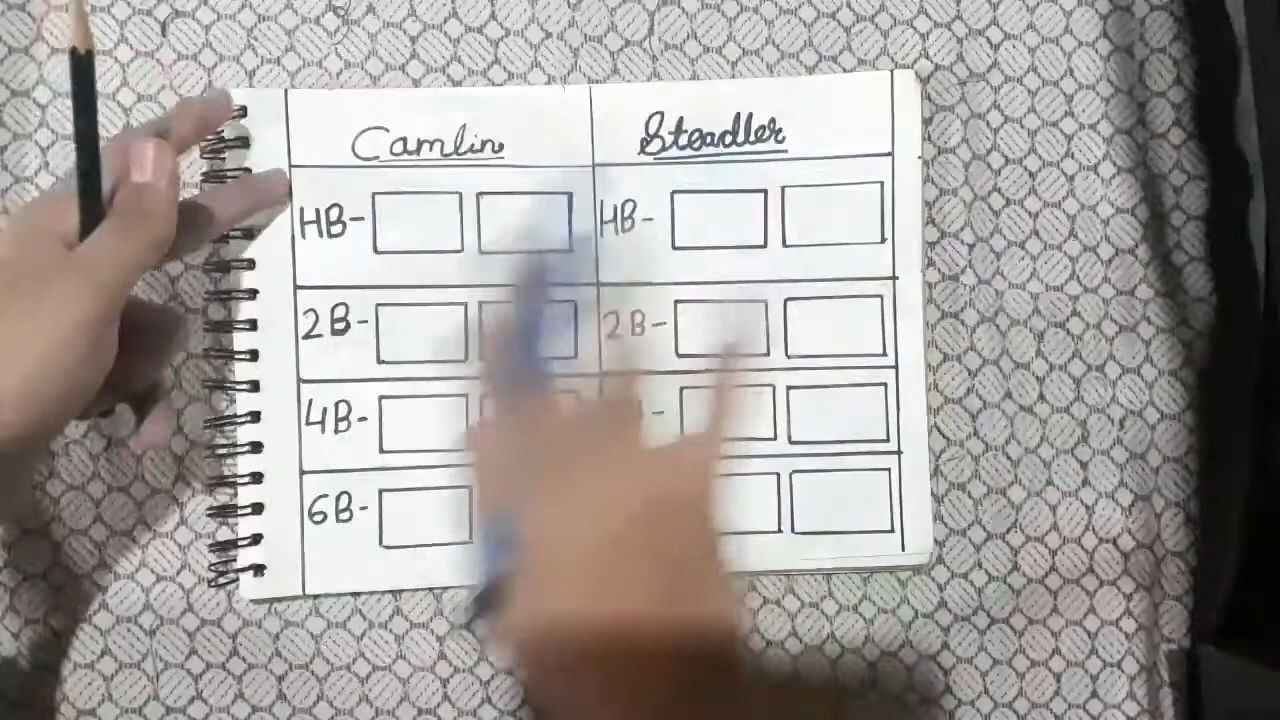 Camlin Steadler
HB- HB-
2B- 2B-
4B- -
6B-